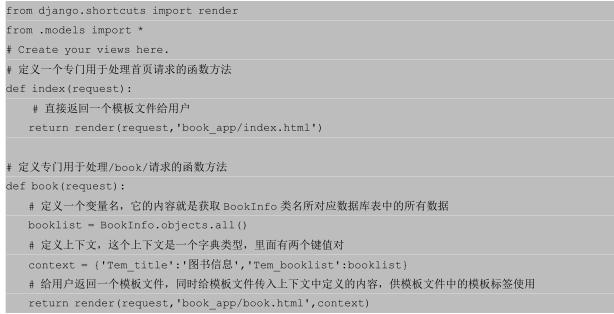 from django.shortcuts import render
from .models import *
# Create your views here.
# 定义一个专门用于处理首页请求的函数方法
def index(request):
    # 直接返回一个模板文件给用户
    return render(request,'book_app/index.html')
# 定义专门用于处理/book/请求的函数方法
def book(request):
    # 定义一个变量名，它的内容就是获取 BookInfo 类名所对应数据库表中的所有数据
    booklist = BookInfo.objects.all()
    # 定义上下文，这个上下文是一个字典类型，里面有两个键值对
    context = {'Tem_title':'图书信息','Tem_booklist':booklist}
    # 给用户返回一个模板文件，同时给模板文件传入上下文中定义的内容，供模板文件中的模板标签使用
    return render(request,'book_app/book.html',context)